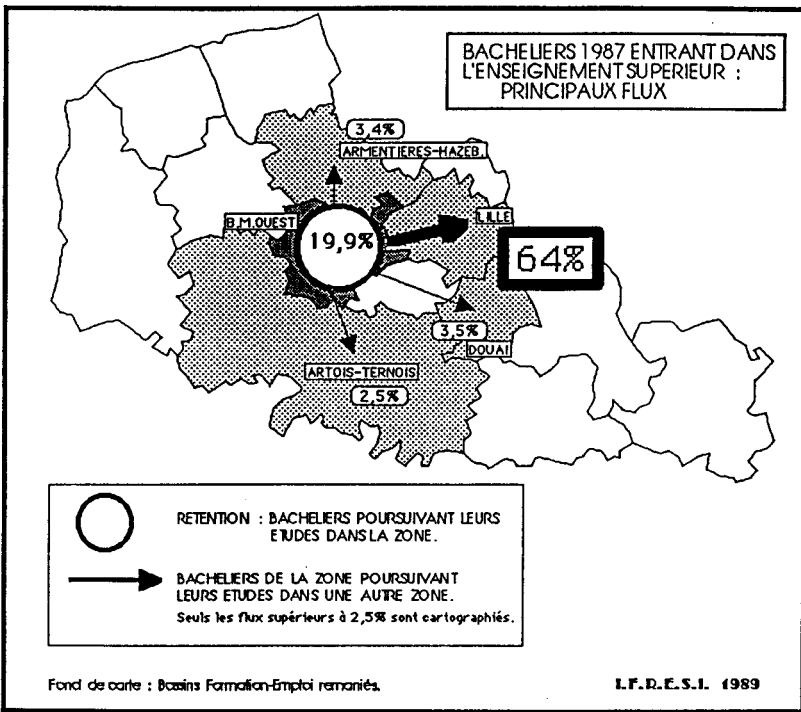 BACHELIERS 1987 ENTRANT DANS
L'ENSEIGNEMENT SUPERIEUR :
PRINCIPAUX FLUX
3,4%
ARMENTIERES-HAZEB.
B.M.OUEST
LILLE
19,9%
64%
3,5%
DOUAI
ARTOIS-TERNOIS
2,5%
RETENTION : BACHELIERS POURSUIVANT LEURS
ETUDES DANS LA ZONE.
BACHELIERS DE LA ZONE POURSUIVANT
LEURS ETUDES DANS UNE AUTRE ZONE.
Seuls les flux supérieurs à 2,5% sont cartographiés.
Fond de carte : Bassins Formation-Emploi remaniés.
I.F.R.E.S.I. 1989